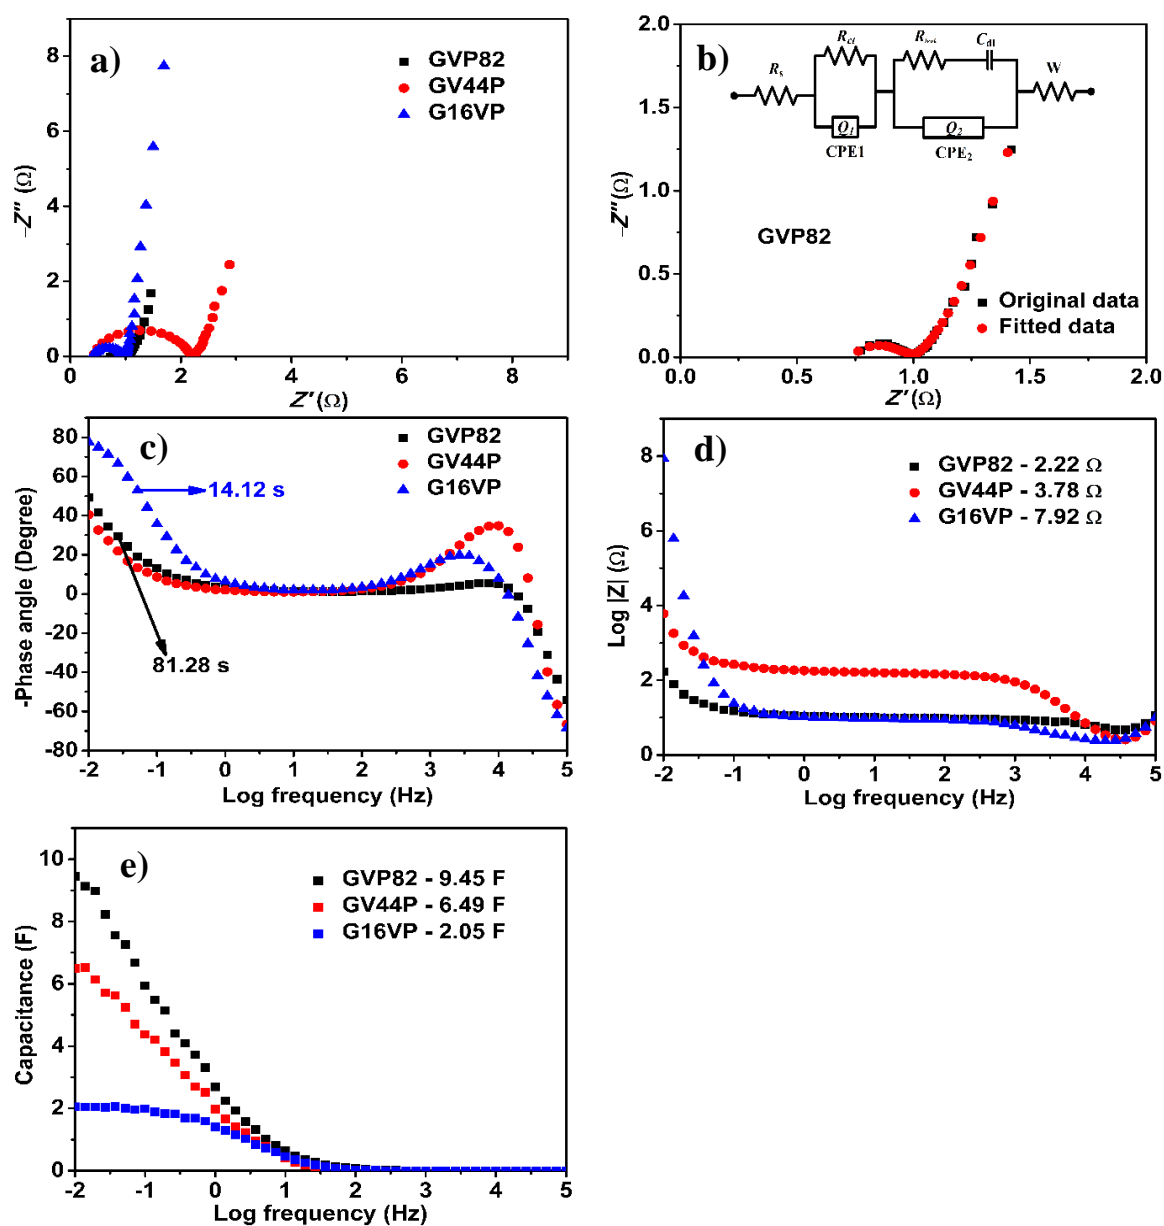 a)
GVP82
GV44P
G16VP
8
6
4
2
0
–Z″ (Ω)
0 2 4 6 8
Z′ (Ω)
b)
Rs
Rct
Q1
CPE1
Cdl
Q2
CPE2
W
GVP82
Original data
Fitted data
2.0
1.5
1.0
0.5
0.0
–Z″ (Ω)
0.0 0.5 1.0 1.5 2.0
Z′ (Ω)
c)
GVP82
GV44P
G16VP
14.12 s
81.28 s
80
60
40
20
0
-20
-40
-60
-80
-Phase angle (Degree)
-2 -1 0 1 2 3 4 5
Log frequency (Hz)
d)
GVP82 - 2.22 Ω
GV44P - 3.78 Ω
G16VP - 7.92 Ω
8
6
4
2
0
Log |Z| (Ω)
-2 -1 0 1 2 3 4 5
Log frequency (Hz)
e)
GVP82 - 9.45 F
GV44P - 6.49 F
G16VP - 2.05 F
10
8
6
4
2
0
Capacitance (F)
-2 -1 0 1 2 3 4 5
Log frequency (Hz)